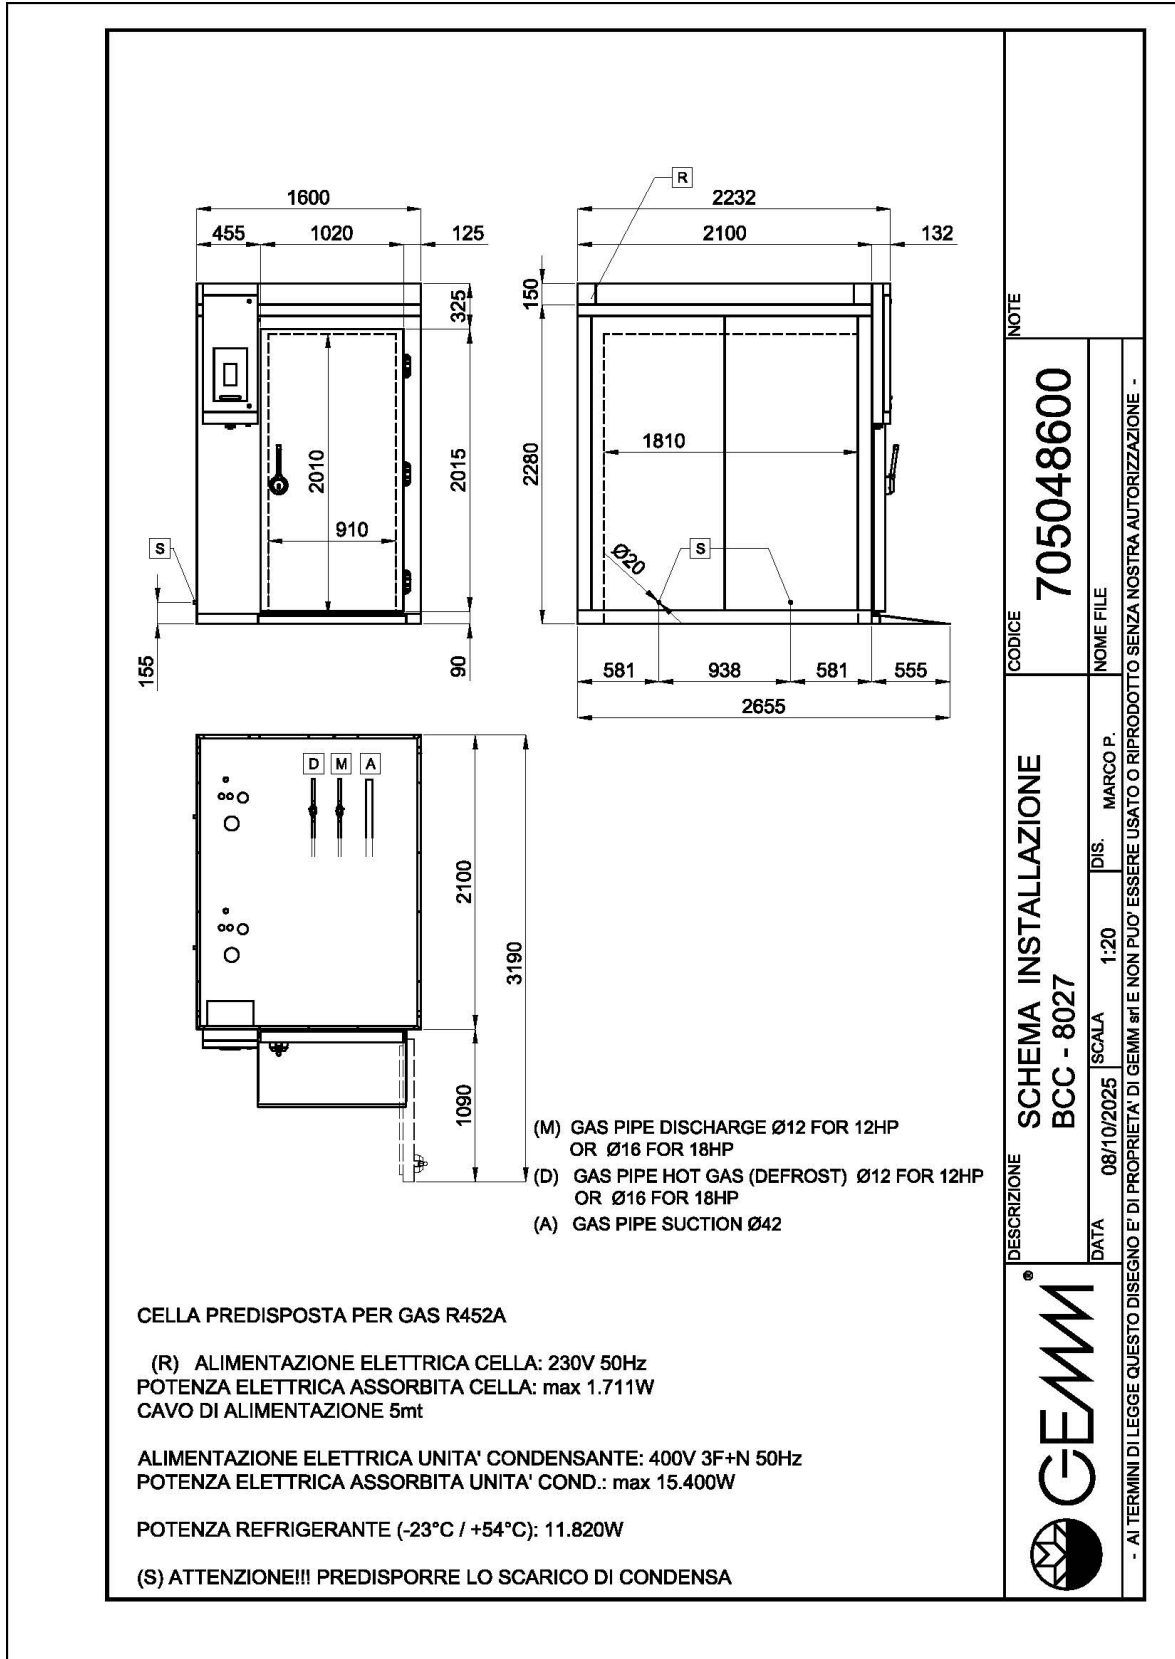 R
1600
2232
455
1020
125
2100
132
325
150
2010
2015
910
S
155
90
2280
1810
Ø20
S
581
938
581
555
2655
D
M
A
2100
3190
1090
(M) GAS PIPE DISCHARGE Ø12 FOR 12HP
OR Ø16 FOR 18HP
(D) GAS PIPE HOT GAS (DEFROST) Ø12 FOR 12HP
OR Ø16 FOR 18HP
(A) GAS PIPE SUCTION Ø42
CELLA PREDISPOSTA PER GAS R452A
(R) ALIMENTAZIONE ELETTRICA CELLA: 230V 50Hz
POTENZA ELETTRICA ASSORBITA CELLA: max 1.711W
CAVO DI ALIMENTAZIONE 5mt
ALIMENTAZIONE ELETTRICA UNITA' CONDENSANTE: 400V 3F+N 50Hz
POTENZA ELETTRICA ASSORBITA UNITA' COND.: max 15.400W
POTENZA REFRIGERANTE (-23°C / +54°C): 11.820W
(S) ATTENZIONE!!! PREDISPORRE LO SCARICO DI CONDENSA
GEMM ®
DESCRIZIONE
SCHEMA INSTALLAZIONE
BCC - 8027
CODICE
705048600
NOTE
DATA 08/10/2025
SCALA 1:20
DIS. MARCO P.
NOME FILE
- AI TERMINI DI LEGGE QUESTO DISEGNO E' DI PROPRIETA' DI GEMM srl E NON PUO' ESSERE USATO O RIPRODOTTO SENZA NOSTRA AUTORIZZAZIONE -